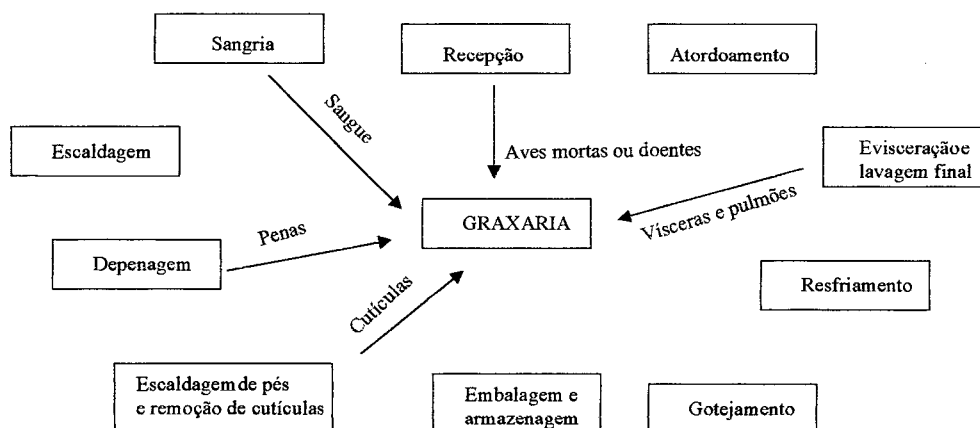 Sangria
Recepção
Atordoamento
Sangue
Escaldagem
Aves mortas ou doentes
Evisceração e
lavagem final
GRAXARIA
Vísceras e pulmões
Penas
Depenagem
Resfriamento
Cutículas
Escaldagem de pés
e remoção de cutículas
Embalagem e
armazenagem
Gotejamento